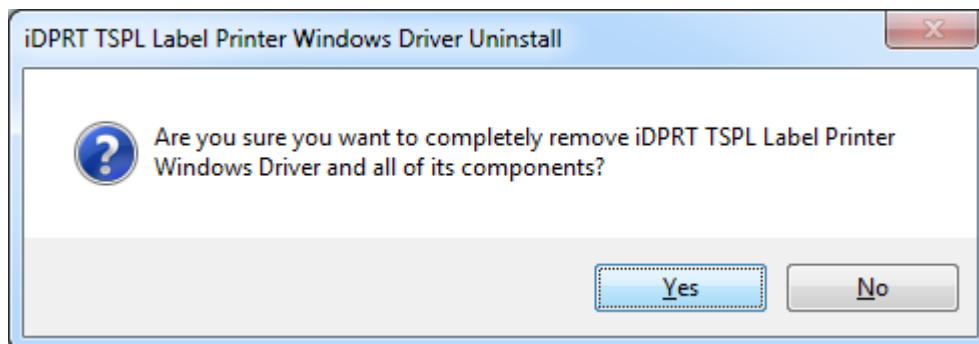 iDPRT TSPL Label Printer Windows Driver Uninstall
Are you sure you want to completely remove iDPRT TSPL Label Printer
Windows Driver and all of its components?
Yes No